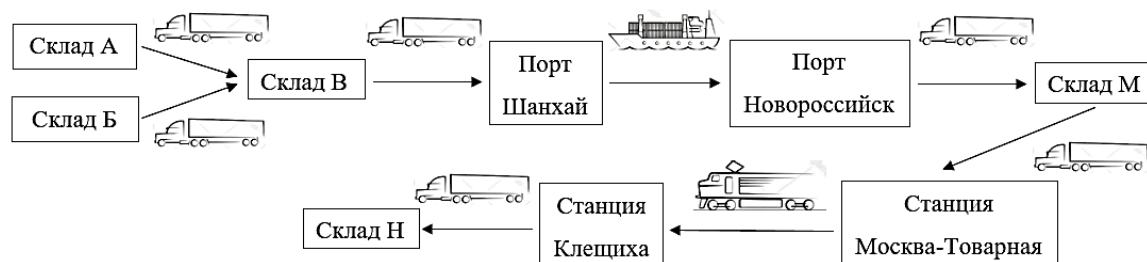 Склад А
Склад Б
Склад В
Порт
Шанхай
Порт
Новороссийск
Склад М
Станция
Москва-Товарная
Станция
Клещиха
Склад Н